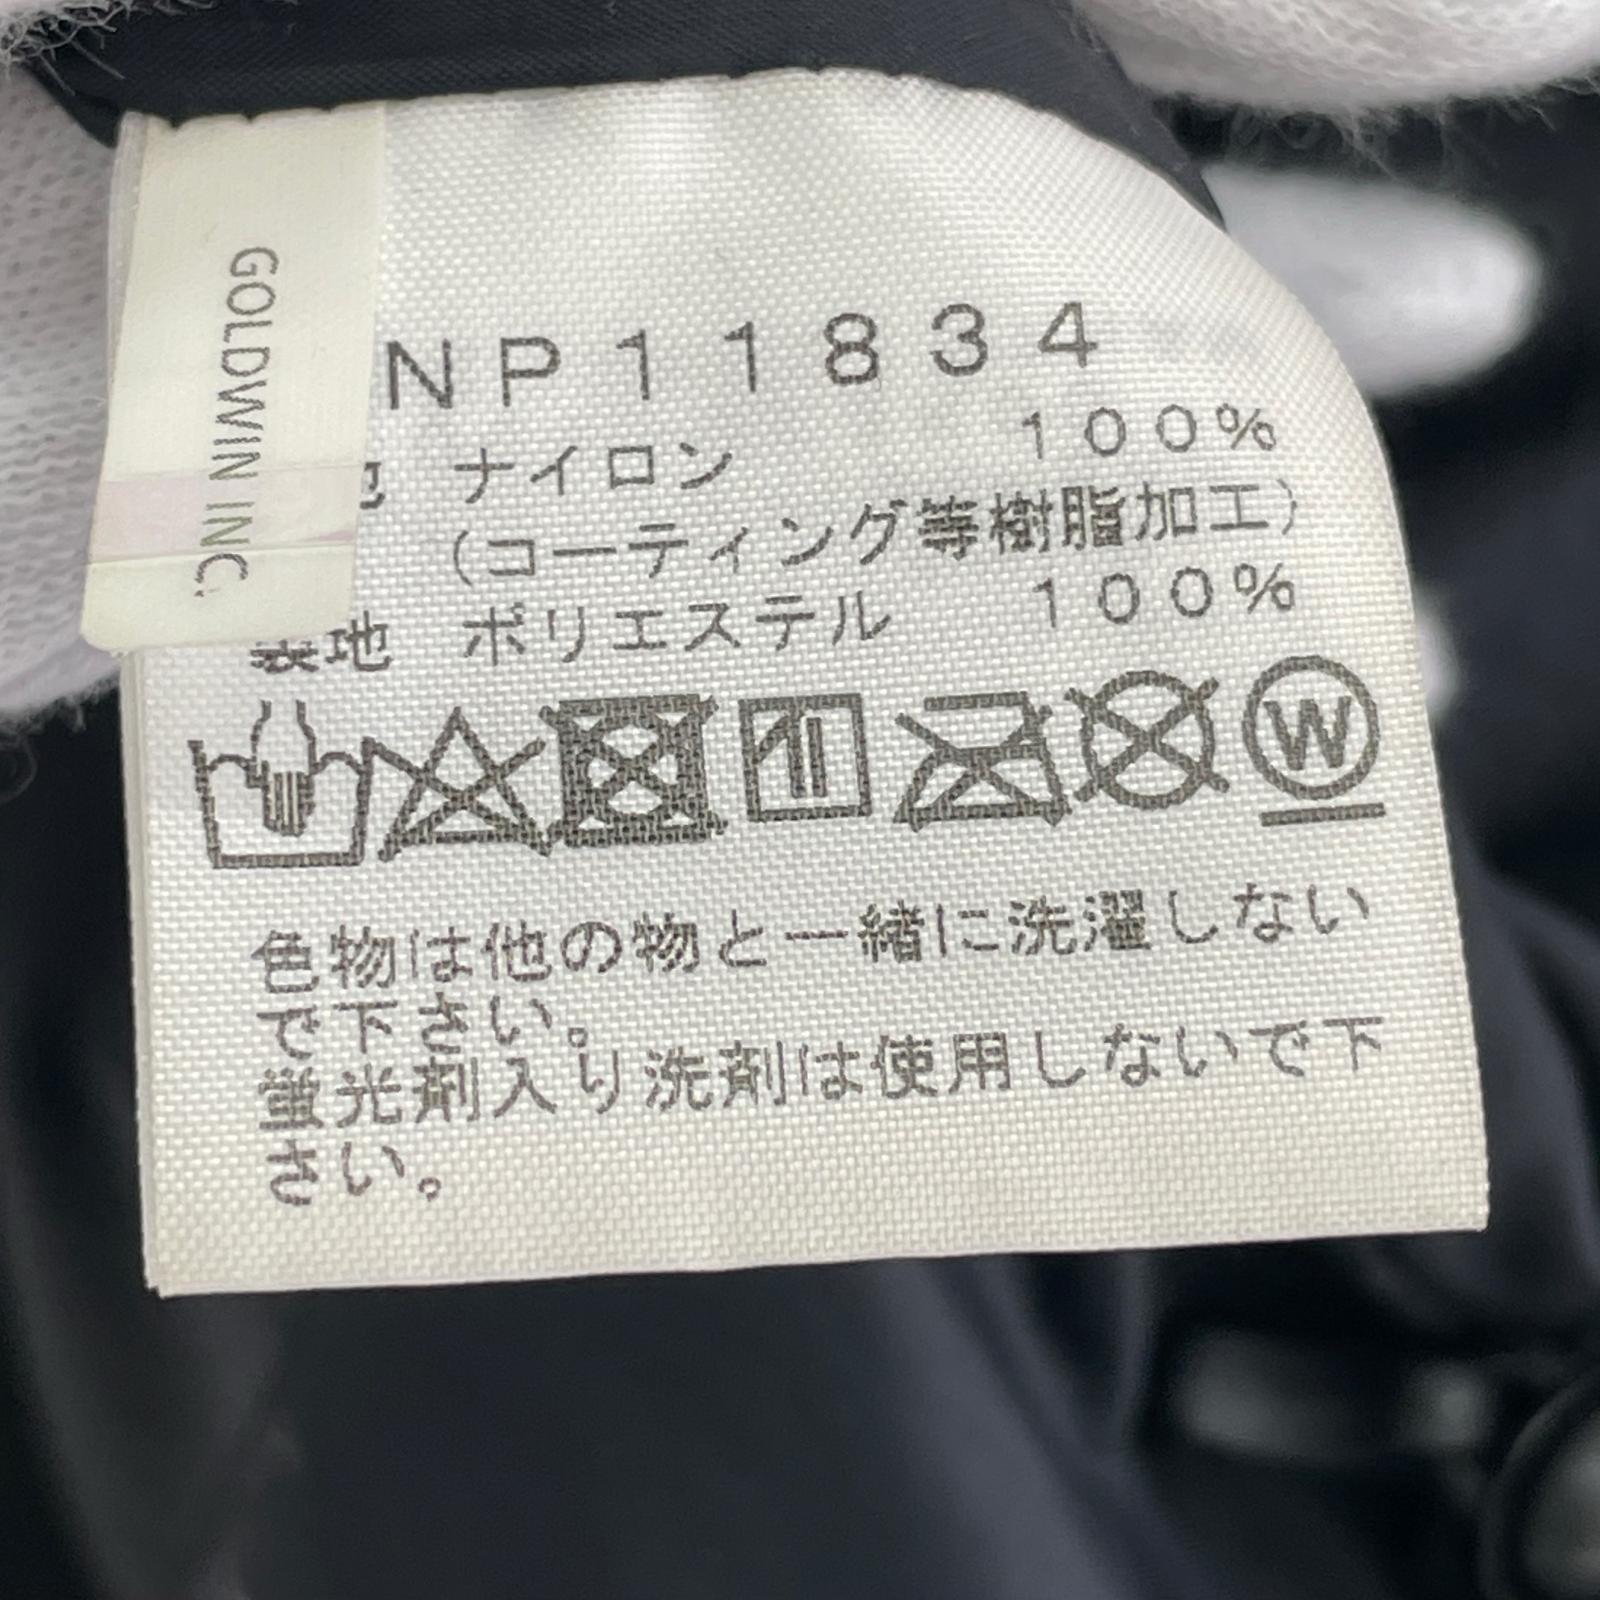 GOLDWIN INC.
NP11834
地 ナイロン 100%
(コーティング等樹脂加工)
地 ポリエステル 100%
W
色物は他の物と一緒に洗濯しない
で下さい。
蛍光剤入り洗剤は使用しないで下
さい。